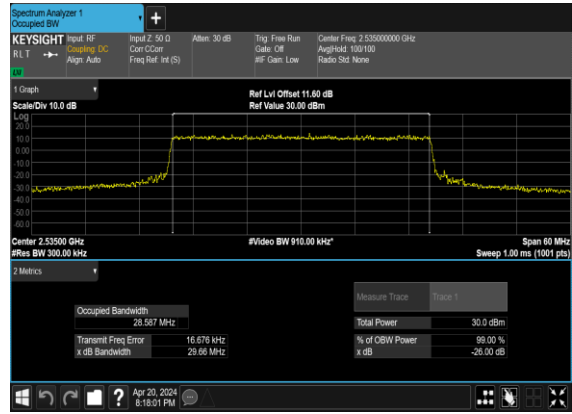 Spectrum Analyzer 1
Occupied BW
+
KEYSIGHT Input: RF Input Z: 50 Ω Atten: 30 dB Trig: Free Run Center Freq: 2.535000000 GHz
RLT Coupling: DC Corr CCorr Gate: Off Avg|Hold: 100/100
Align: Auto Freq Ref: Int (S) #IF Gain: Low Radio Std: None
LW
1 Graph
Ref Lvl Offset 11.60 dB
Scale/Div 10.0 dB Ref Value 30.00 dBm
Log
20.0
10.0
0.00
-10.0
-20.0
-30.0
-40.0
-50.0
-60.0
Center 2.53500 GHz #Video BW 910.00 kHz* Span 60 MHz
#Res BW 300.00 kHz Sweep 1.00 ms (1001 pts)
2 Metrics
Measure Trace Trace 1
Occupied Bandwidth
28.587 MHz Total Power 30.0 dBm
Transmit Freq Error 16.676 kHz % of OBW Power 99.00 %
x dB Bandwidth 29.66 MHz x dB -26.00 dB
? Apr 20, 2024
8:18:01 PM